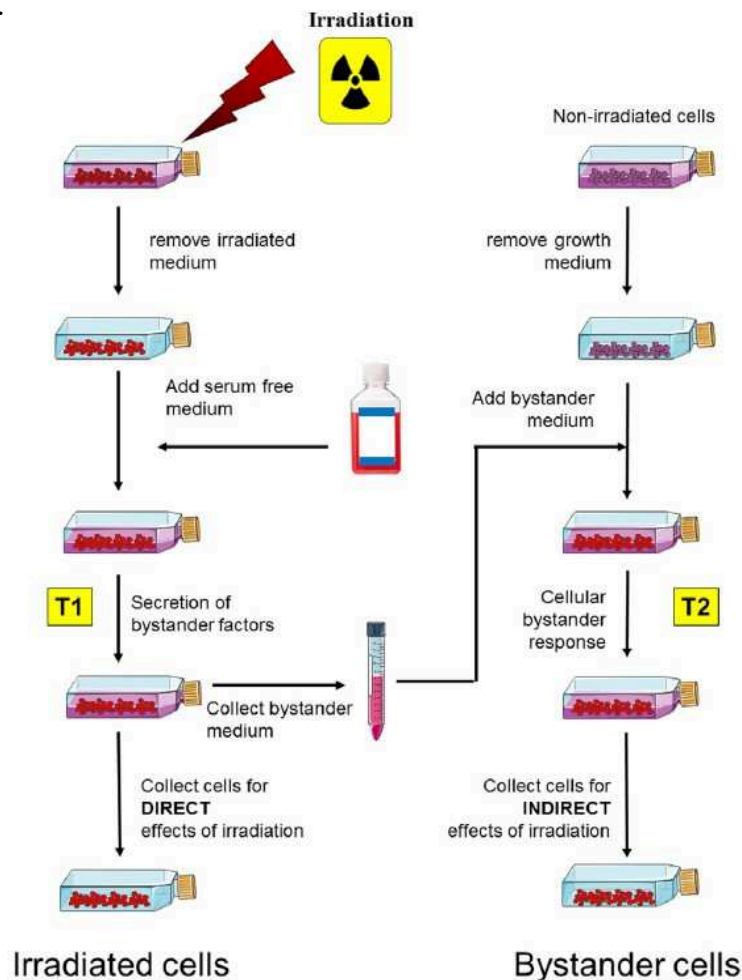 Irradiation
Non-irradiated cells
remove irradiated
medium
remove growth
medium
Add serum free
medium
Add bystander
medium
T1
Secretion of
bystander factors
Cellular
bystander
response
T2
Collect bystander
medium
Collect cells for
DIRECT
effects of irradiation
Collect cells for
INDIRECT
effects of irradiation
Irradiated cells
Bystander cells